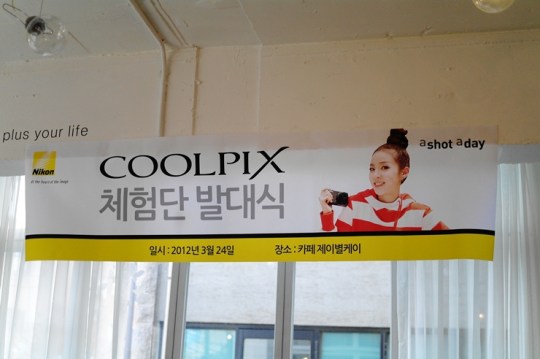 plus your life
a shot a day
COOLPIX
Nikon
체험단 발대식
일시 : 2012년 3월 24일 장소 : 카페 제이별케이